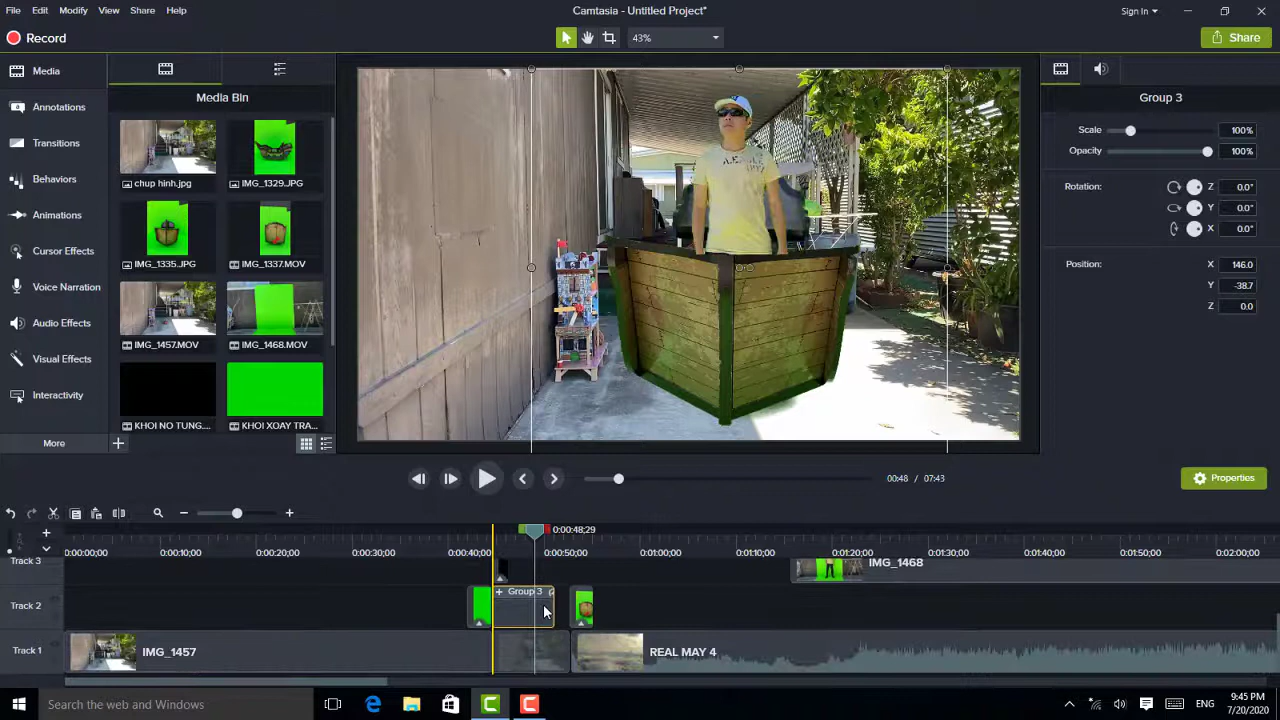 File Edit Modify View Share Help
Camtasia - Untitled Project*
Sign In
Record
43%
Share
Media
Annotations
Transitions
Behaviors
Animations
Cursor Effects
Voice Narration
Audio Effects
Visual Effects
Interactivity
More
Media Bin
chup hinh.jpg
IMG_1329.JPG
IMG_1335.JPG
IMG_1337.MOV
IMG_1457.MOV
IMG_1468.MOV
KHOI NO TUNG....
KHOI XOAY TRA...
Group 3
Scale 100%
Opacity 100%
Rotation: Z 0.0°
Y 0.0°
X 0.0°
Position: X 146.0
Y -38.7
Z 0.0
00:48 / 07:43
Properties
0:00:48;29
0:00:00;00 0:00:10;00 0:00:20;00 0:00:30;00 0:00:40;00 0:00:50;00 0:01:00;00 0:01:10;00 0:01:20;00 0:01:30;00 0:01:40;00 0:01:50;00 0:02:00;00
Track 3
IMG_1468
Track 2
Group 3
Track 1
IMG_1457
REAL MAY 4
Search the web and Windows
ENG
9:45 PM
7/20/2020